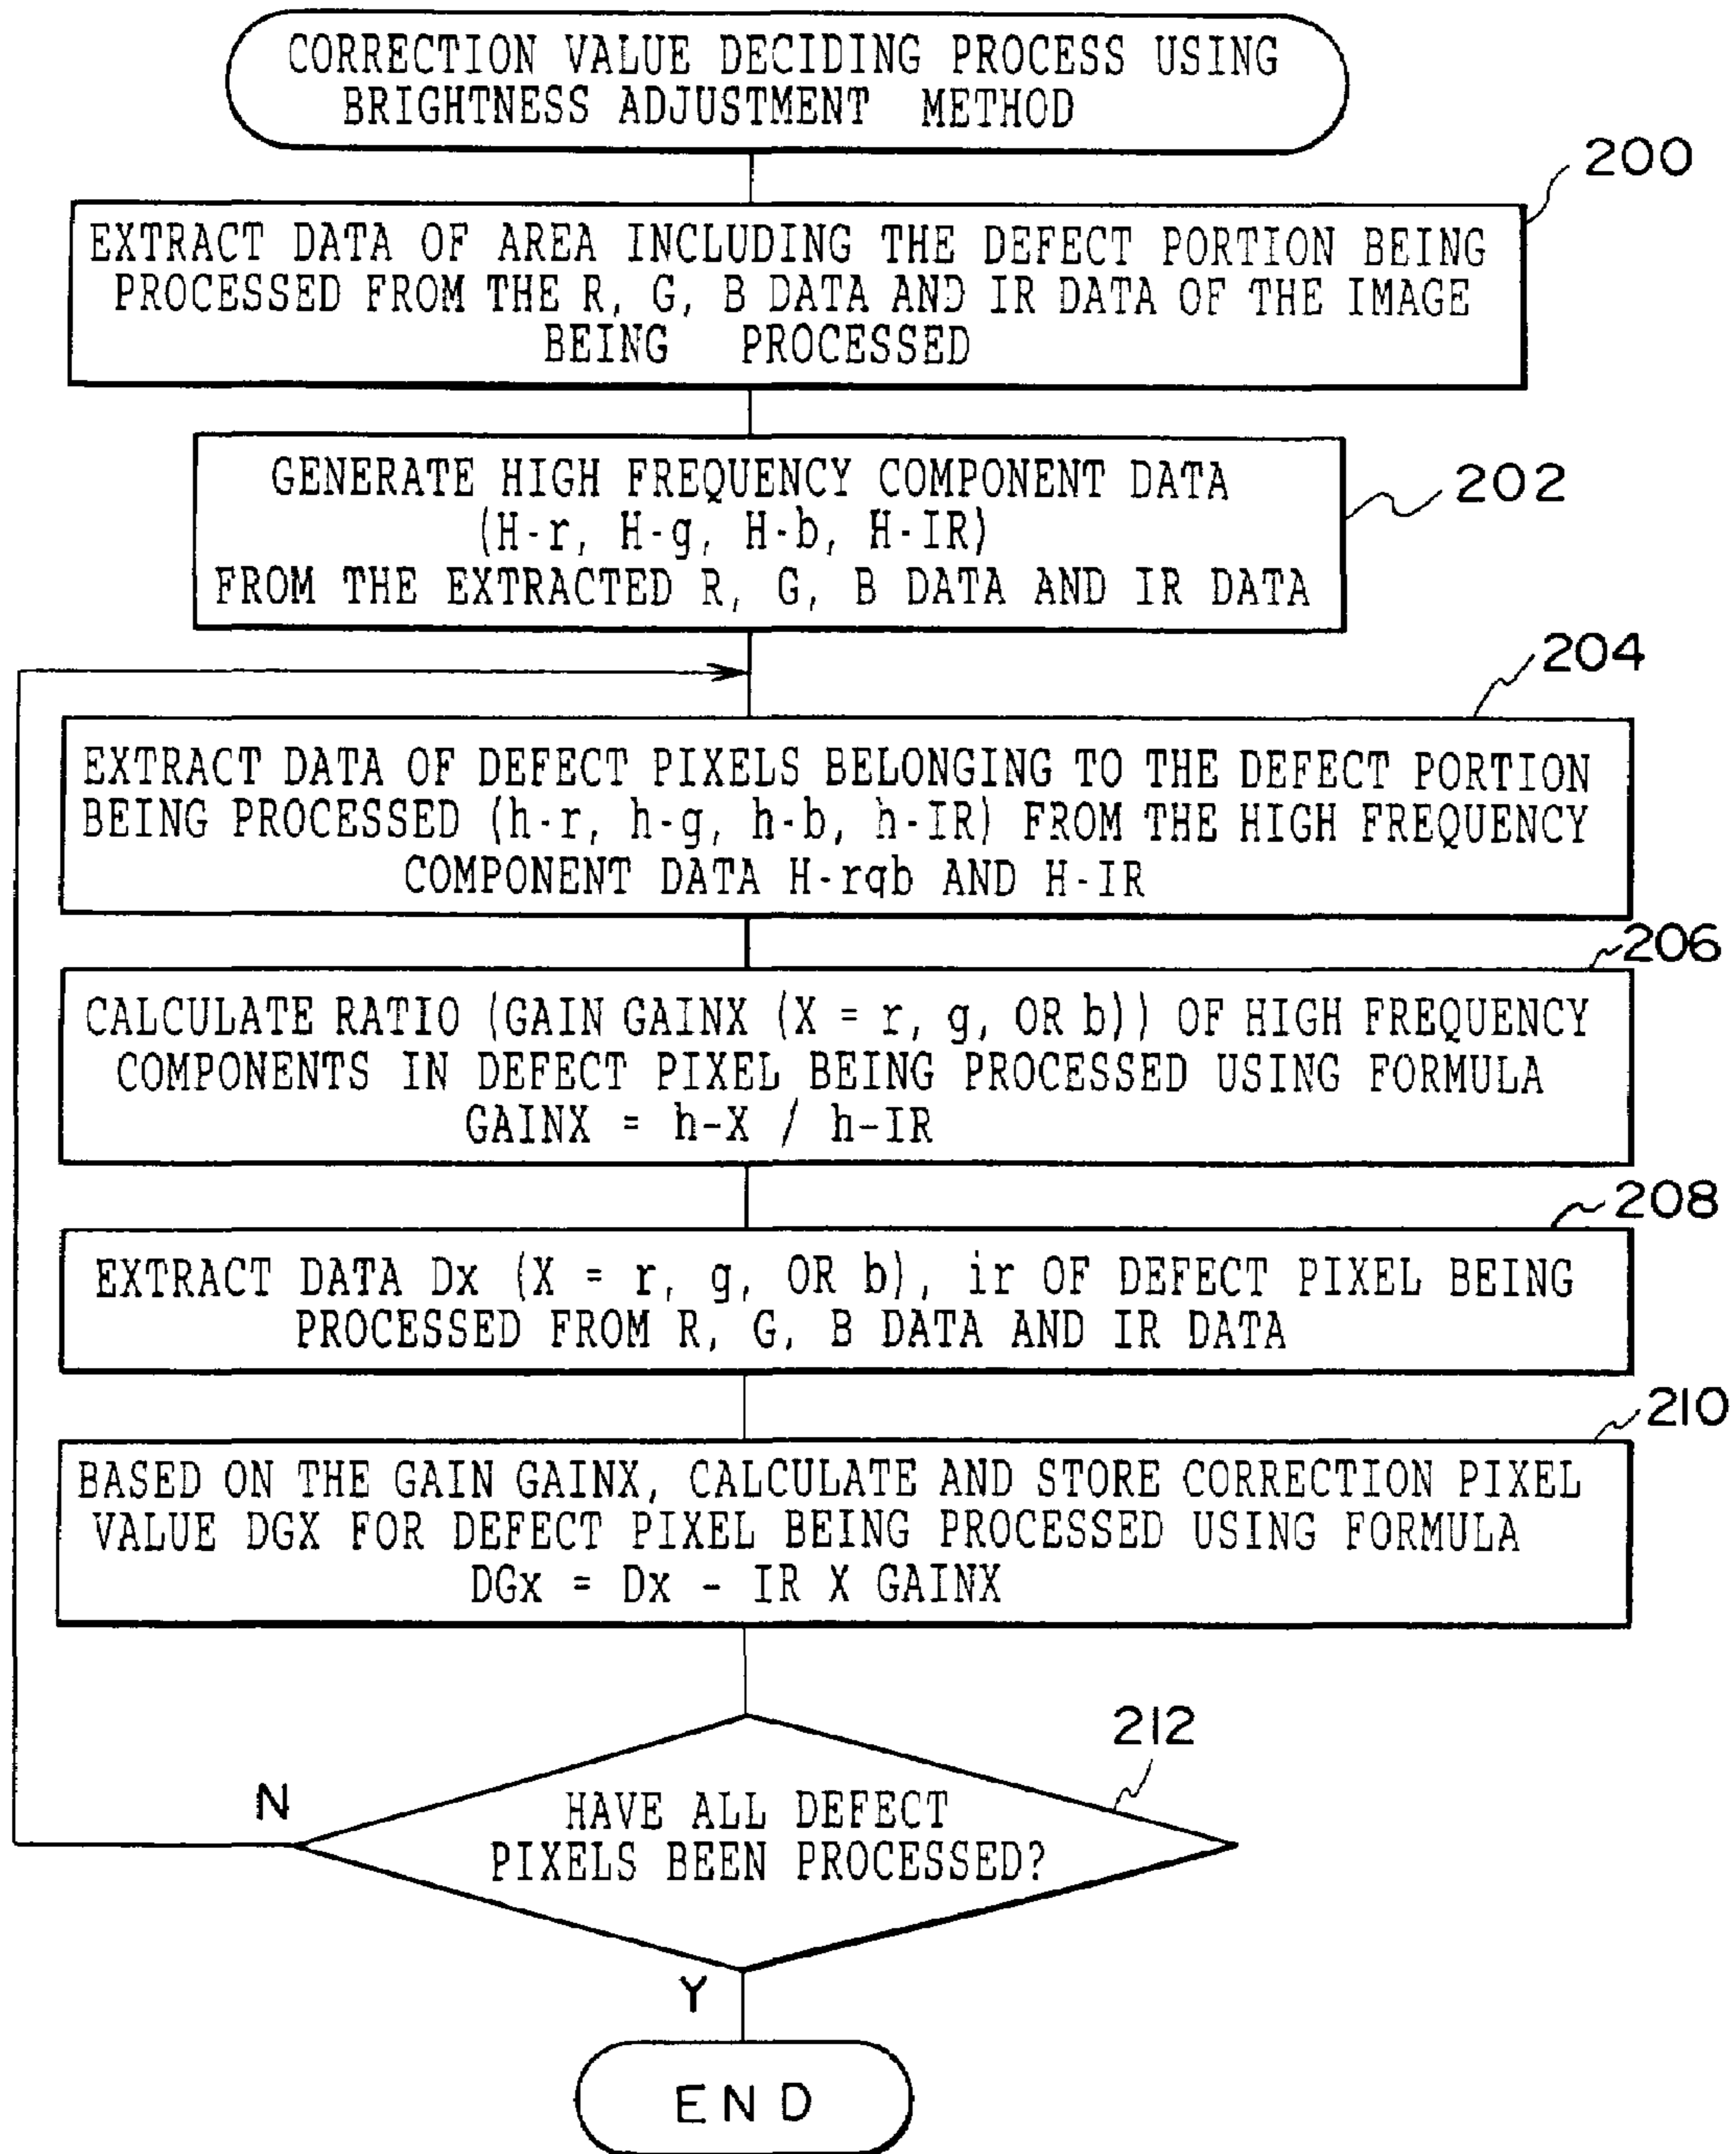 CORRECTION VALUE DECIDING PROCESS USING
BRIGHTNESS ADJUSTMENT METHOD
200
EXTRACT DATA OF AREA INCLUDING THE DEFECT PORTION BEING
PROCESSED FROM THE R, G, B DATA AND IR DATA OF THE IMAGE
BEING PROCESSED
202
GENERATE HIGH FREQUENCY COMPONENT DATA
(H-r, H-g, H-b, H-IR)
FROM THE EXTRACTED R, G, B DATA AND IR DATA
204
EXTRACT DATA OF DEFECT PIXELS BELONGING TO THE DEFECT PORTION
BEING PROCESSED (h-r, h-g, h-b, h-IR) FROM THE HIGH FREQUENCY
COMPONENT DATA H-rqb AND H-IR
206
CALCULATE RATIO (GAIN GAINX (X = r, g, OR b)) OF HIGH FREQUENCY
COMPONENTS IN DEFECT PIXEL BEING PROCESSED USING FORMULA
GAINX = h-X / h-IR
208
EXTRACT DATA Dx (X = r, g, OR b), ir OF DEFECT PIXEL BEING
PROCESSED FROM R, G, B DATA AND IR DATA
210
BASED ON THE GAIN GAINX, CALCULATE AND STORE CORRECTION PIXEL
VALUE DGX FOR DEFECT PIXEL BEING PROCESSED USING FORMULA
DGx = Dx - IR X GAINX
212
N
HAVE ALL DEFECT
PIXELS BEEN PROCESSED?
Y
END